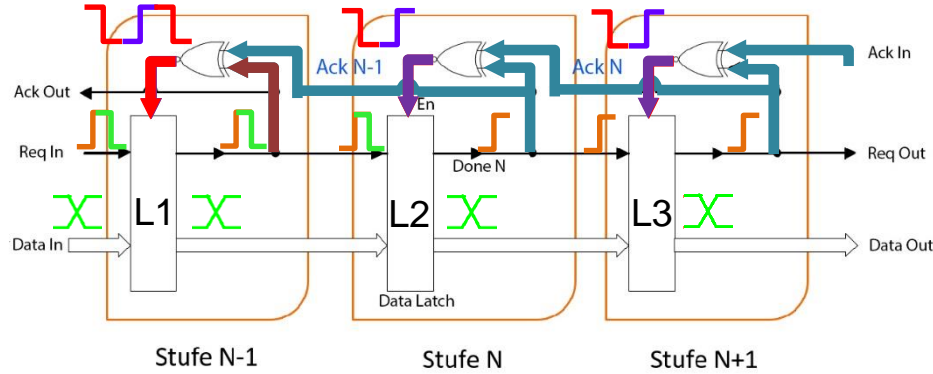 Ack N-1
Ack N
Ack In
Ack Out
En
Req In
Done N
Req Out
L1
L2
L3
Data In
Data Out
Data Latch
Stufe N-1
Stufe N
Stufe N+1